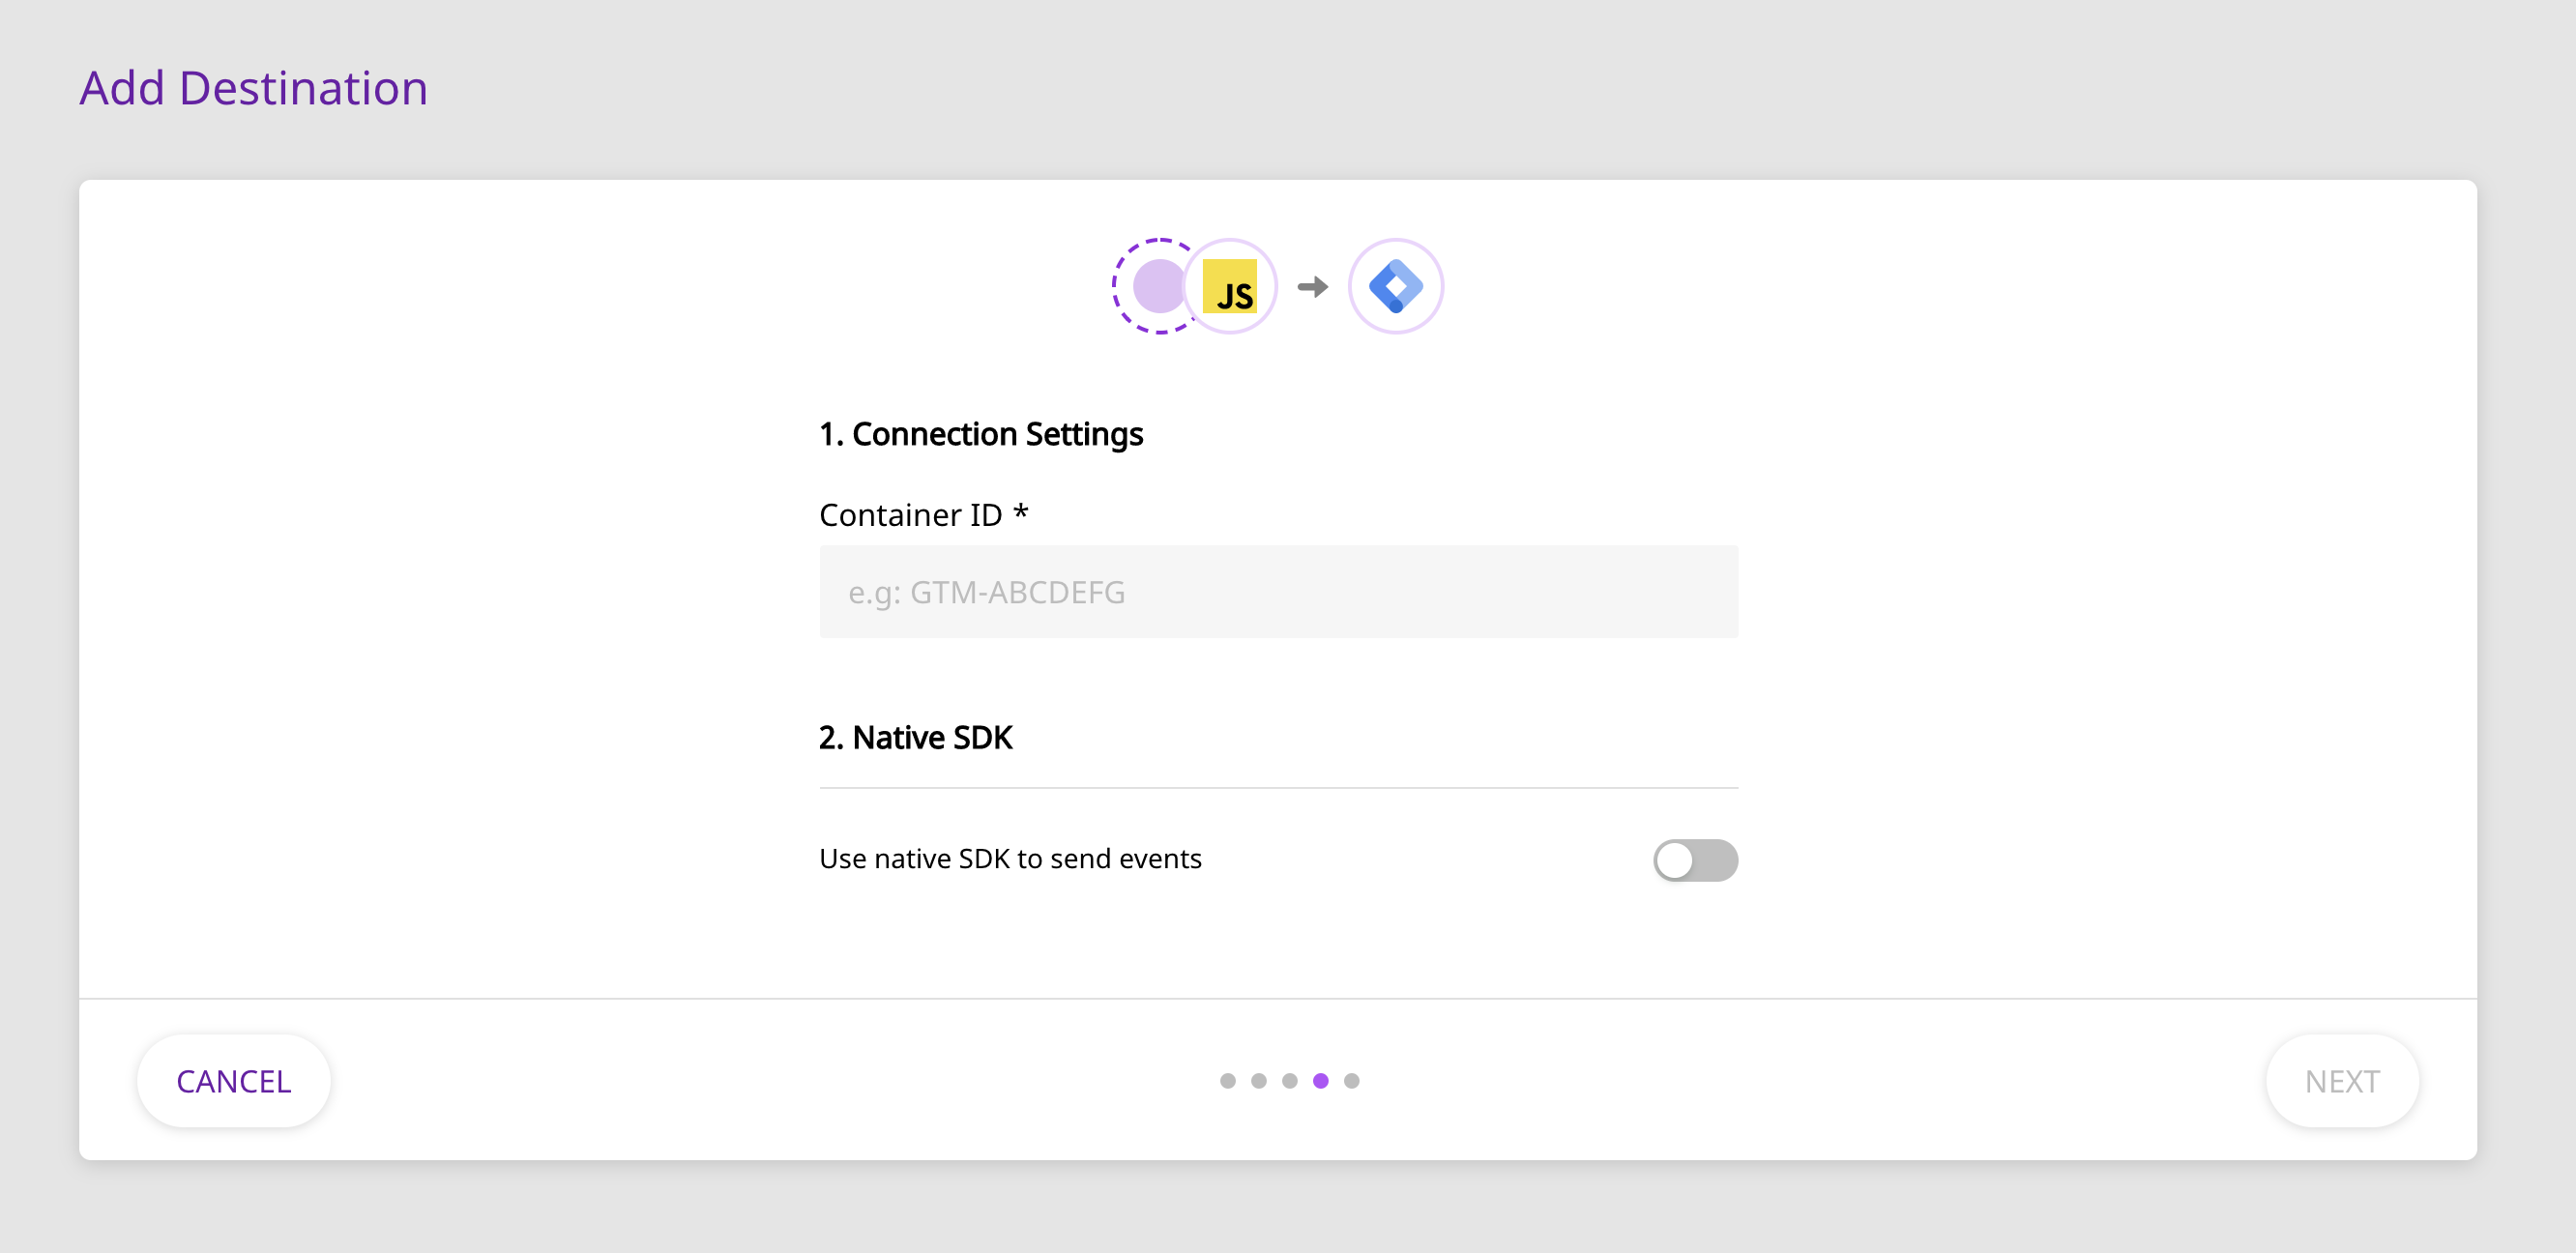 Add Destination
JS
1. Connection Settings
Container ID *
e.g: GTM-ABCDEFG
2. Native SDK
Use native SDK to send events
CANCEL
NEXT